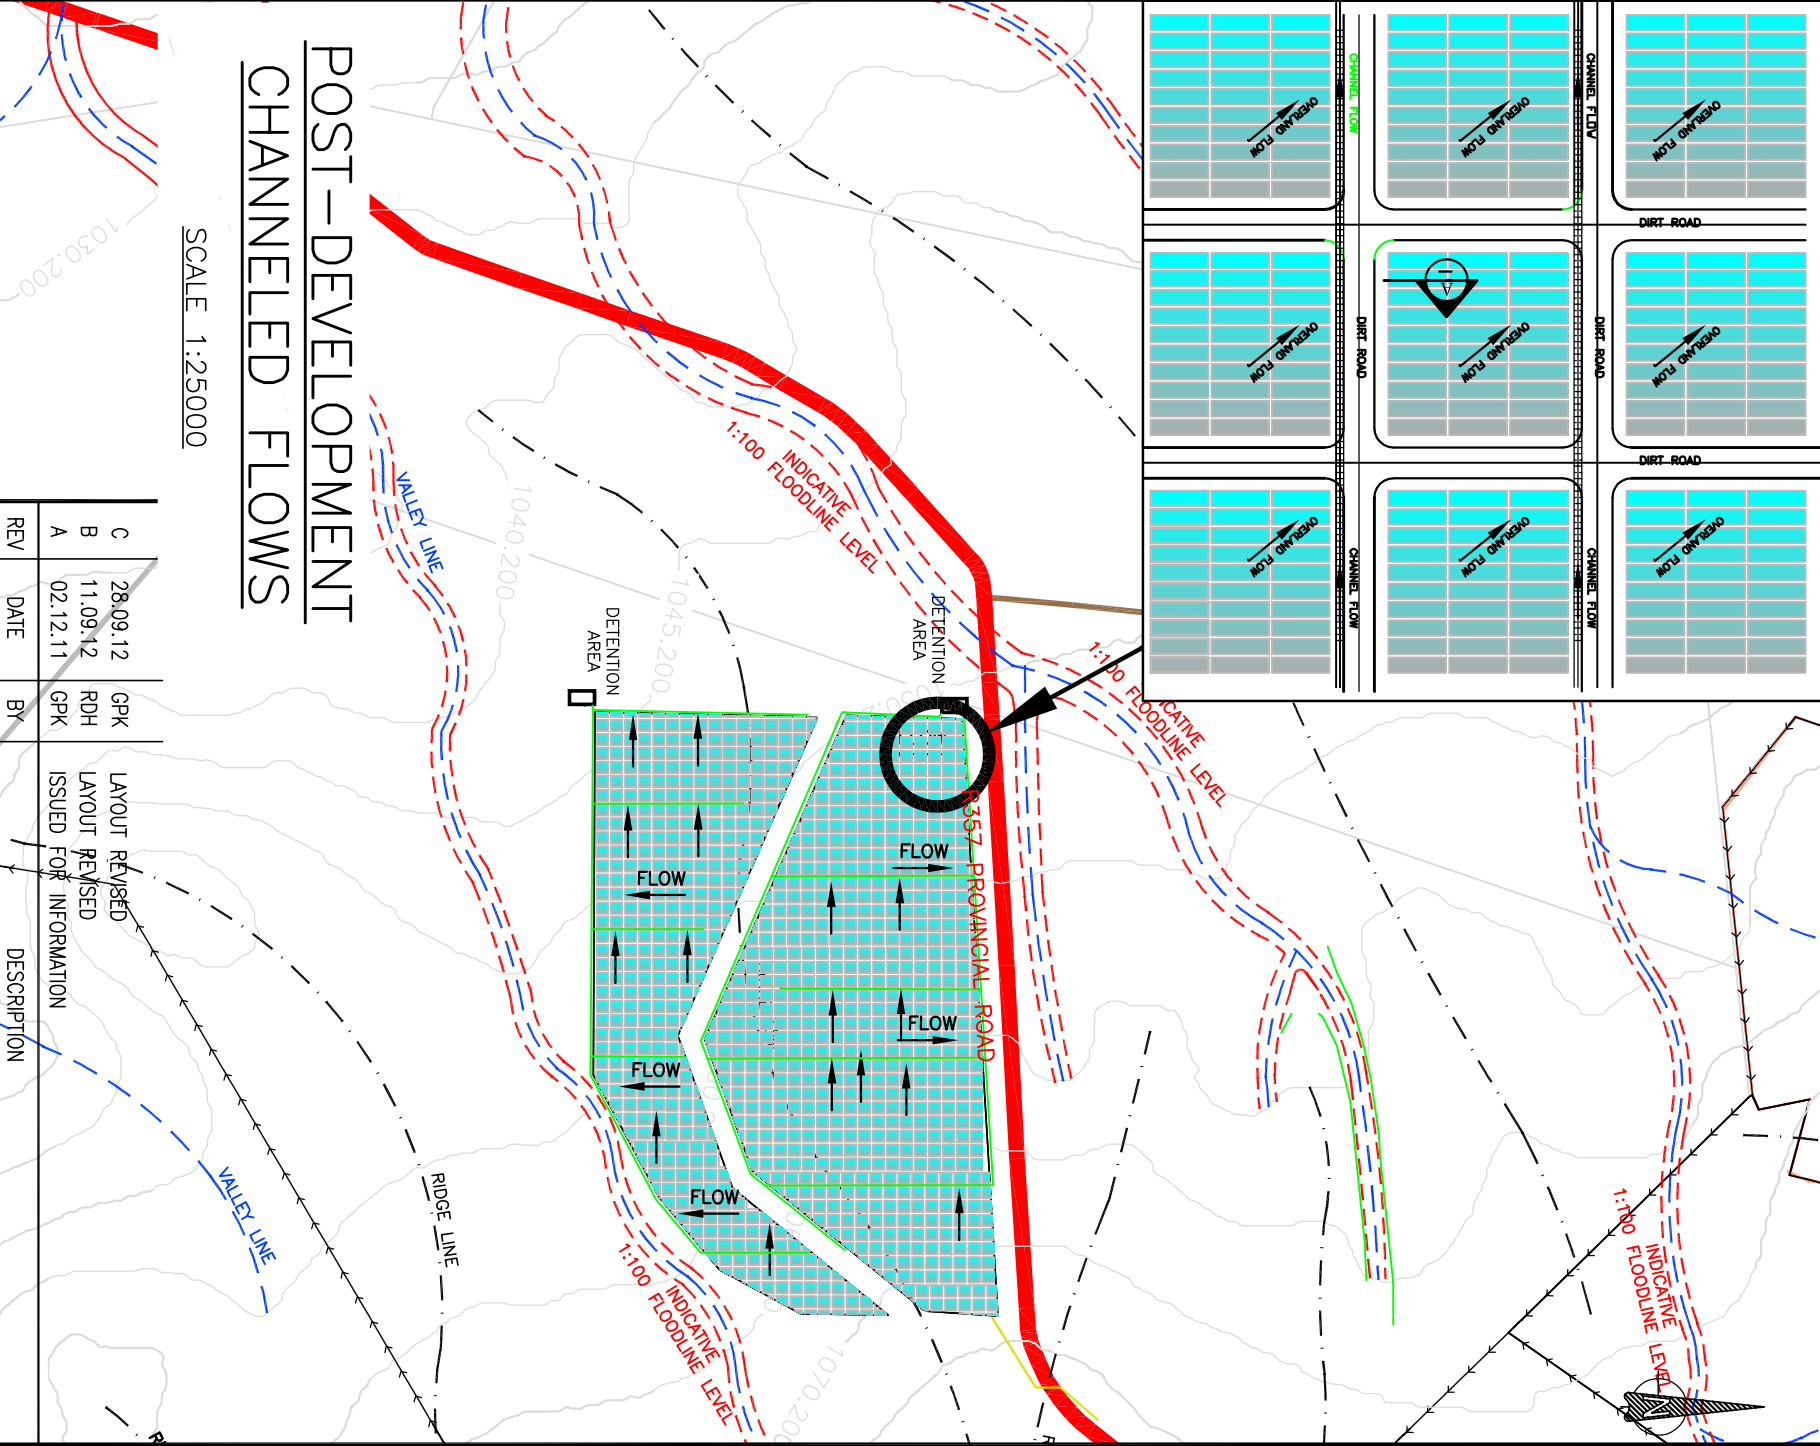 POST-DEVELOPMENT
CHANNELED FLOWS
SCALE 1:25000
C 28.09.12 GPK LAYOUT REVISED
B 11.09.12 RDH LAYOUT REVISED
A 02.12.11 GPK ISSUED FOR INFORMATION
REV DATE BY DESCRIPTION
CHANNEL FLOW
CHANNEL FLOW
OVERLAND FLOW
OVERLAND FLOW
OVERLAND FLOW
DIRT ROAD
A
1
DIRT ROAD
DIRT ROAD
OVERLAND FLOW
OVERLAND FLOW
OVERLAND FLOW
DIRT ROAD
OVERLAND FLOW
OVERLAND FLOW
OVERLAND FLOW
CHANNEL FLOW
CHANNEL FLOW
1030.200
1040.200
1045.200
1070.200
VALLEY LINE
INDICATIVE
1:100 FLOODLINE LEVEL
DETENTION
AREA
DETENTION
AREA
1:100 FLOODLINE LEVEL
R357 PROVINCIAL ROAD
FLOW
FLOW
FLOW
FLOW
FLOW
RIDGE LINE
VALLEY LINE
INDICATIVE
1:100 FLOODLINE LEVEL
INDICATIVE
1:100 FLOODLINE LEVEL
N